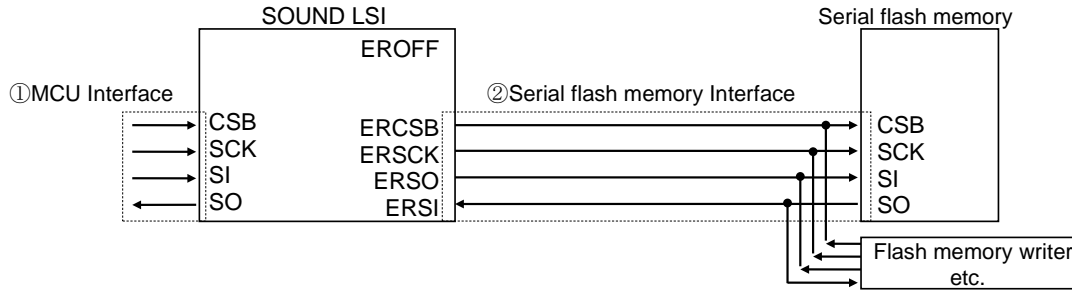 SOUND LSI
Serial flash memory
EROFF
①MCU Interface
②Serial flash memory Interface
CSB
SCK
SI
SO
ERCSB
ERSCK
ERSO
ERSI
CSB
SCK
SI
SO
Flash memory writer
etc.